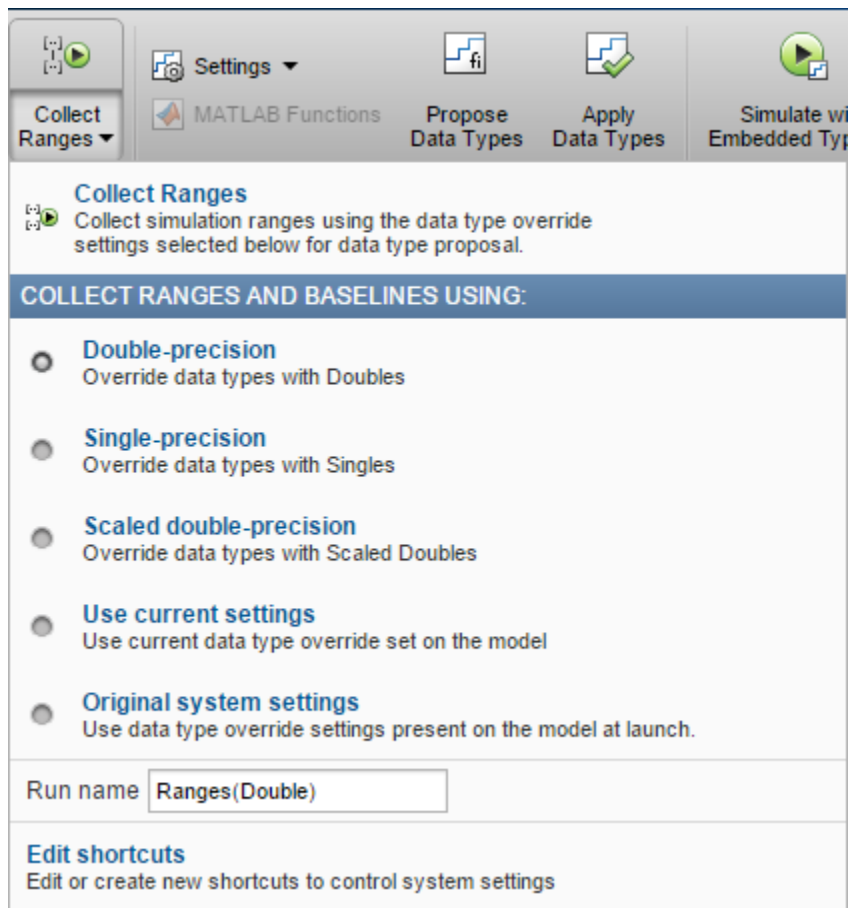 Settings
fi
MATLAB Functions
Collect
Ranges
Propose
Data Types
Apply
Data Types
Simulate wi
Embedded Typ
Collect Ranges
Collect simulation ranges using the data type override
settings selected below for data type proposal.
COLLECT RANGES AND BASELINES USING:
Double-precision
Override data types with Doubles
Single-precision
Override data types with Singles
Scaled double-precision
Override data types with Scaled Doubles
Use current settings
Use current data type override set on the model
Original system settings
Use data type override settings present on the model at launch.
Run name Ranges(Double)
Edit shortcuts
Edit or create new shortcuts to control system settings